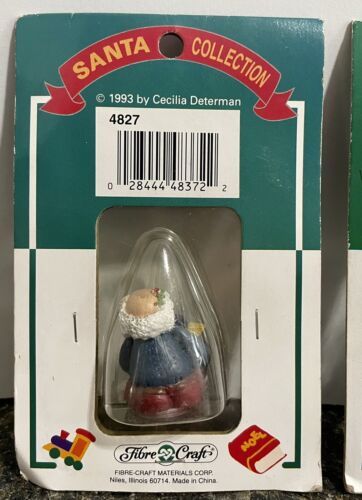 SANTA COLLECTION
© 1993 by Cecilia Determan
4827
0 28444 48372 2
NOEL
Fibre Craft®
FIBRE-CRAFT MATERIALS CORP.
Niles, Illinois 60714. Made in China.